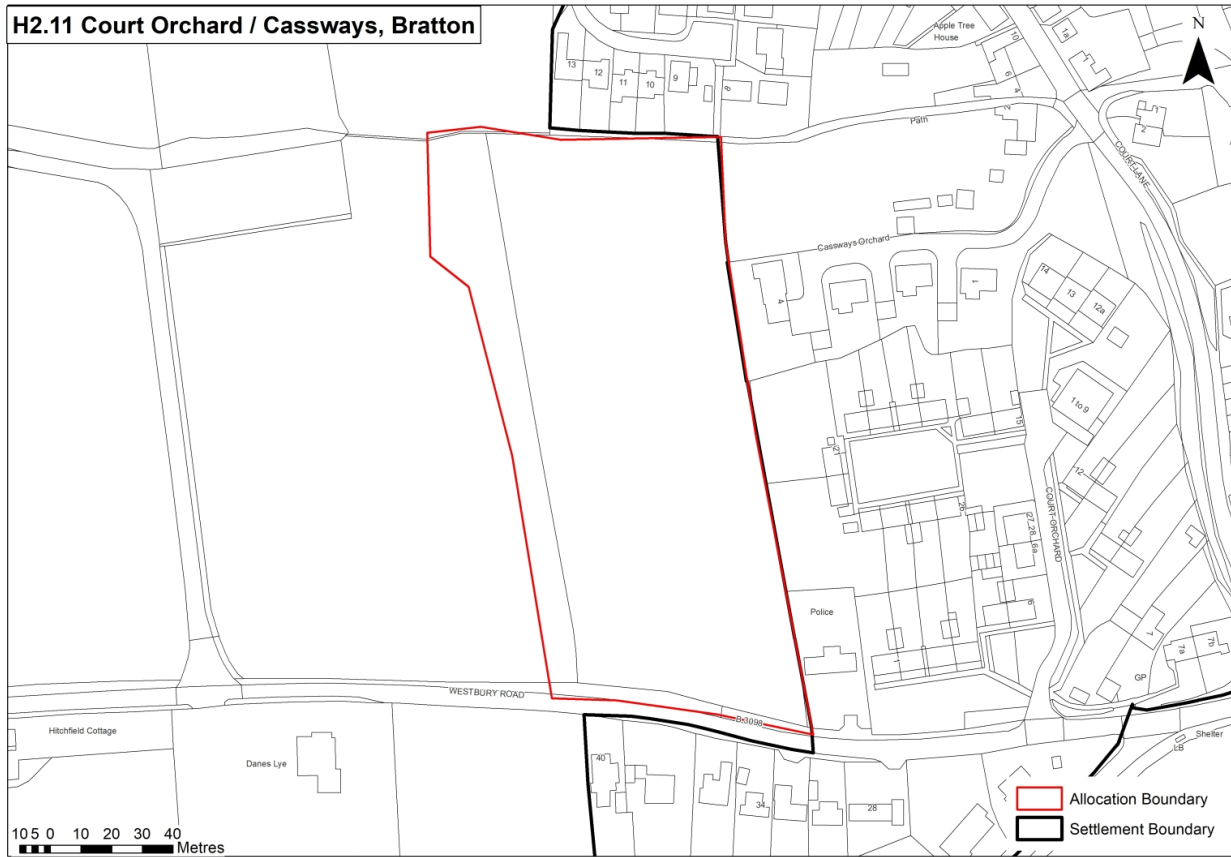 H2.11 Court Orchard / Cassways, Bratton
N
Apple Tree
House
10
1a
1
6
4
2
13
12
11
10
9
8
Path
1
2
COURT LANE
Cassways Orchard
4
1
14
13
12a
1 to 9
15
21
12
26
COURT ORCHARD
27, 28
6a
6
Police
1
7
7a
7b
GP
WESTBURY ROAD
B 3098
Shelter
LB
Hitchfield Cottage
Danes Lye
40
34
28
Allocation Boundary
Settlement Boundary
10 5 0 10 20 30 40
Metres